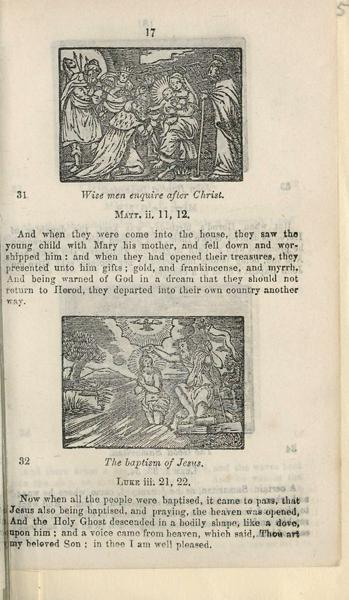 17
31 Wise men enquire after Christ.
MATT. ii. 11, 12.
And when they were come into the house, they saw the
young child with Mary his mother, and fell down and wor-
shipped him : and when they had opened their treasures, they
presented unto him gifts ; gold, and frankincense, and myrrh.
And being warned of God in a dream that they should not
return to Herod, they departed into their own country another
way.
32 The baptism of Jesus.
LUKE iii. 21, 22.
Now when all the people were baptised, it came to pass, that
Jesus also being baptised, and praying, the heaven was opened,
And the Holy Ghost descended in a bodily shape, like a dove,
upon him ; and a voice came from heaven, which said, Thou art
my beloved Son ; in thee I am well pleased.